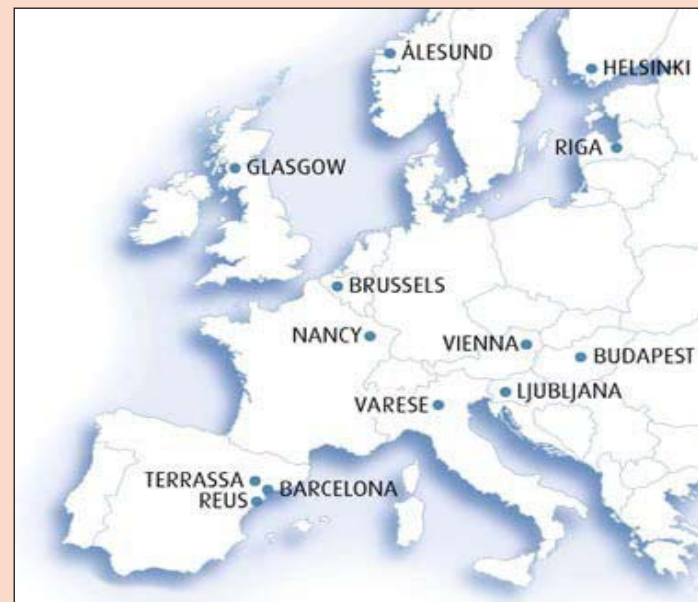 ÅLESUND
HELSINKI
RIGA
GLASGOW
BRUSSELS
NANCY
VIENNA
BUDAPEST
LJUBLJANA
VARESE
TERRASSA
BARCELONA
REUS